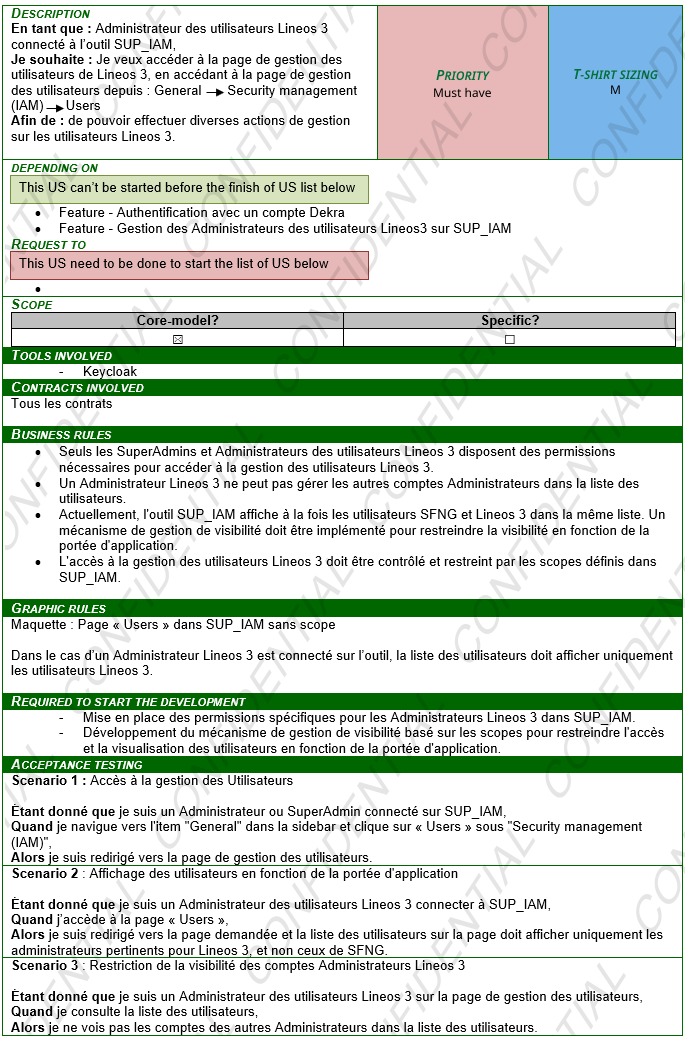 DESCRIPTION
En tant que : Administrateur des utilisateurs Lineos 3
connecté à l'outil SUP_IAM,
Je souhaite : Je veux accéder à la page de gestion des
utilisateurs de Lineos 3, en accédant à la page de gestion
des utilisateurs depuis : General → Security management
(IAM) → Users
Afin de : de pouvoir effectuer diverses actions de gestion
sur les utilisateurs Lineos 3.
PRIORITY
Must have
T-SHIRT SIZING
M
DEPENDING ON
This US can't be started before the finish of US list below
• Feature - Authentification avec un compte Dekra
• Feature - Gestion des Administrateurs des utilisateurs Lineos3 sur SUP_IAM
REQUEST TO
This US need to be done to start the list of US below
•
SCOPE
Core-model? Specific?
☒ ☐
TOOLS INVOLVED
- Keycloak
CONTRACTS INVOLVED
Tous les contrats
BUSINESS RULES
• Seuls les SuperAdmins et Administrateurs des utilisateurs Lineos 3 disposent des permissions
nécessaires pour accéder à la gestion des utilisateurs Lineos 3.
• Un Administrateur Lineos 3 ne peut pas gérer les autres comptes Administrateurs dans la liste des
utilisateurs.
• Actuellement, l'outil SUP_IAM affiche à la fois les utilisateurs SFNG et Lineos 3 dans la même liste. Un
mécanisme de gestion de visibilité doit être implémenté pour restreindre la visibilité en fonction de la
portée d'application.
• L'accès à la gestion des utilisateurs Lineos 3 doit être contrôlé et restreint par les scopes définis dans
SUP_IAM.
GRAPHIC RULES
Maquette : Page « Users » dans SUP_IAM sans scope
Dans le cas d'un Administrateur Lineos 3 est connecté sur l'outil, la liste des utilisateurs doit afficher uniquement
les utilisateurs Lineos 3.
REQUIRED TO START THE DEVELOPMENT
- Mise en place des permissions spécifiques pour les Administrateurs Lineos 3 dans SUP_IAM.
- Développement du mécanisme de gestion de visibilité basé sur les scopes pour restreindre l'accès
et la visualisation des utilisateurs en fonction de la portée d'application.
ACCEPTANCE TESTING
Scenario 1 : Accès à la gestion des Utilisateurs
Étant donné que je suis un Administrateur ou SuperAdmin connecté sur SUP_IAM,
Quand je navigue vers l'item "General" dans la sidebar et clique sur « Users » sous "Security management
(IAM)",
Alors je suis redirigé vers la page de gestion des utilisateurs.
Scenario 2 : Affichage des utilisateurs en fonction de la portée d'application
Étant donné que je suis un Administrateur des utilisateurs Lineos 3 connecter à SUP_IAM,
Quand j'accède à la page « Users »,
Alors je suis redirigé vers la page demandée et la liste des utilisateurs sur la page doit afficher uniquement les
administrateurs pertinents pour Lineos 3, et non ceux de SFNG.
Scenario 3 : Restriction de la visibilité des comptes Administrateurs Lineos 3
Étant donné que je suis un Administrateur des utilisateurs Lineos 3 sur la page de gestion des utilisateurs,
Quand je consulte la liste des utilisateurs,
Alors je ne vois pas les comptes des autres Administrateurs dans la liste des utilisateurs.
CONFIDENTIAL